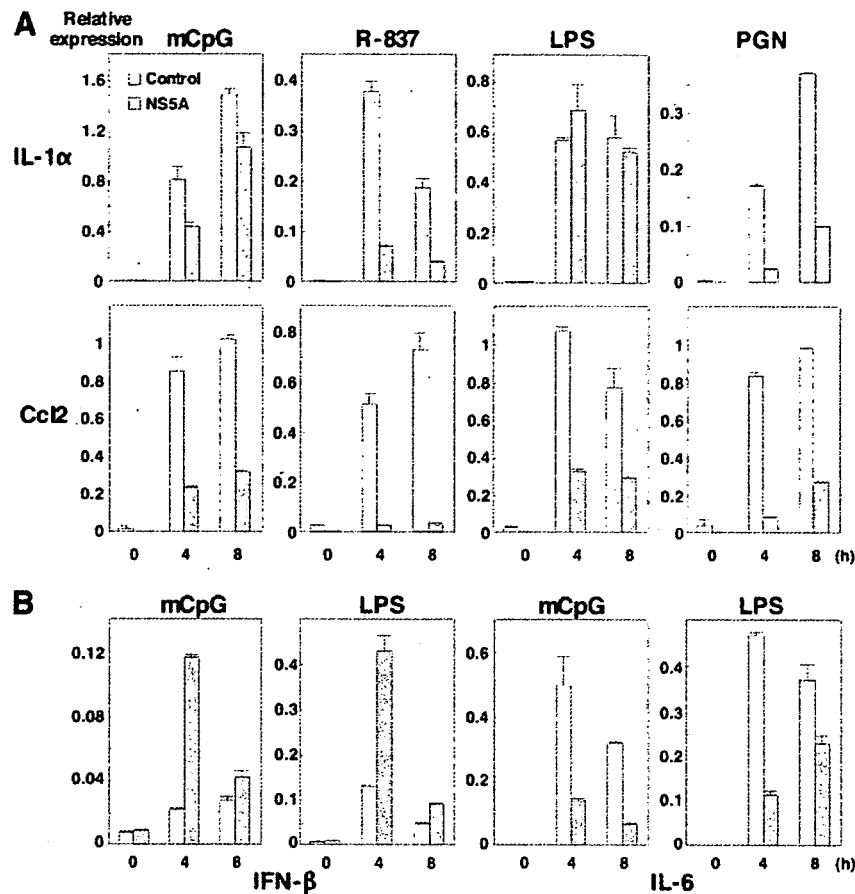 A Relative expression mCpG R-837 LPS PGN
Control
NS5A
IL-1α
1.6 1.2 0.8 0.4 0
0.4 0.3 0.2 0.1 0
0.8 0.6 0.4 0.2 0
0.3 0.2 0.1 0
Ccl2
1 0.8 0.6 0.4 0.2 0
0.8 0.6 0.4 0.2 0
1 0.8 0.6 0.4 0.2 0
1 0.8 0.6 0.4 0.2 0
0 4 8 0 4 8 0 4 8 0 4 8 (h)
B mCpG LPS mCpG LPS
0.12 0.08 0.04 0
0.4 0.3 0.2 0.1 0
0.6 0.4 0.2 0
0.4 0.3 0.2 0.1 0
0 4 8 0 4 8 0 4 8 0 4 8 (h)
IFN-β IL-6